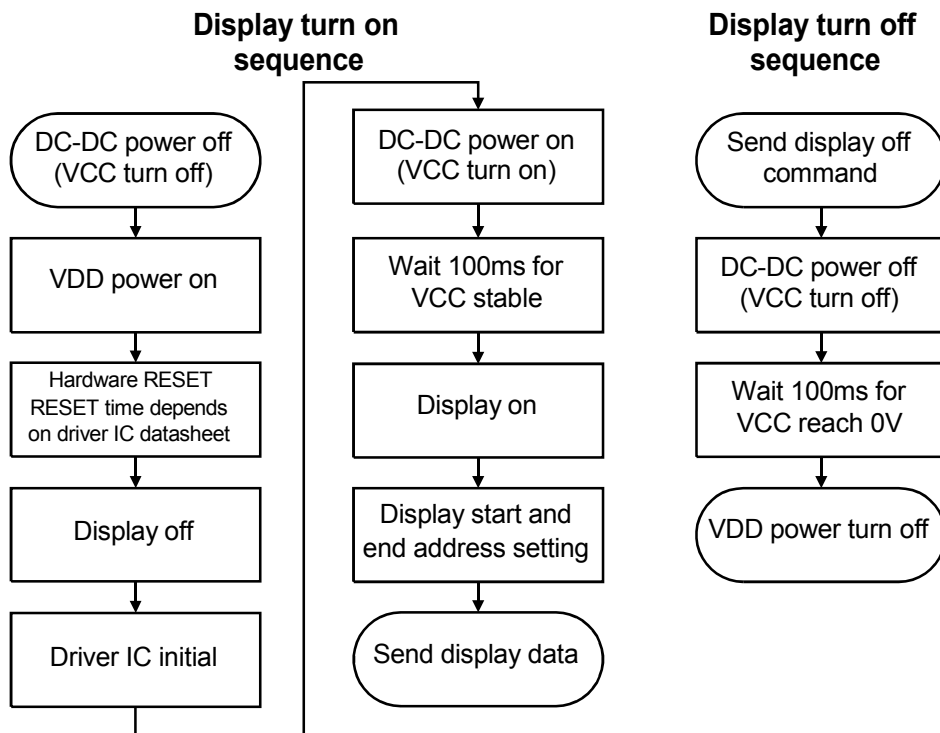 Display turn on
sequence
DC-DC power off
(VCC turn off)
VDD power on
Hardware RESET
RESET time depends
on driver IC datasheet
Display off
Driver IC initial
DC-DC power on
(VCC turn on)
Wait 100ms for
VCC stable
Display on
Display start and
end address setting
Send display data
Display turn off
sequence
Send display off
command
DC-DC power off
(VCC turn off)
Wait 100ms for
VCC reach 0V
VDD power turn off